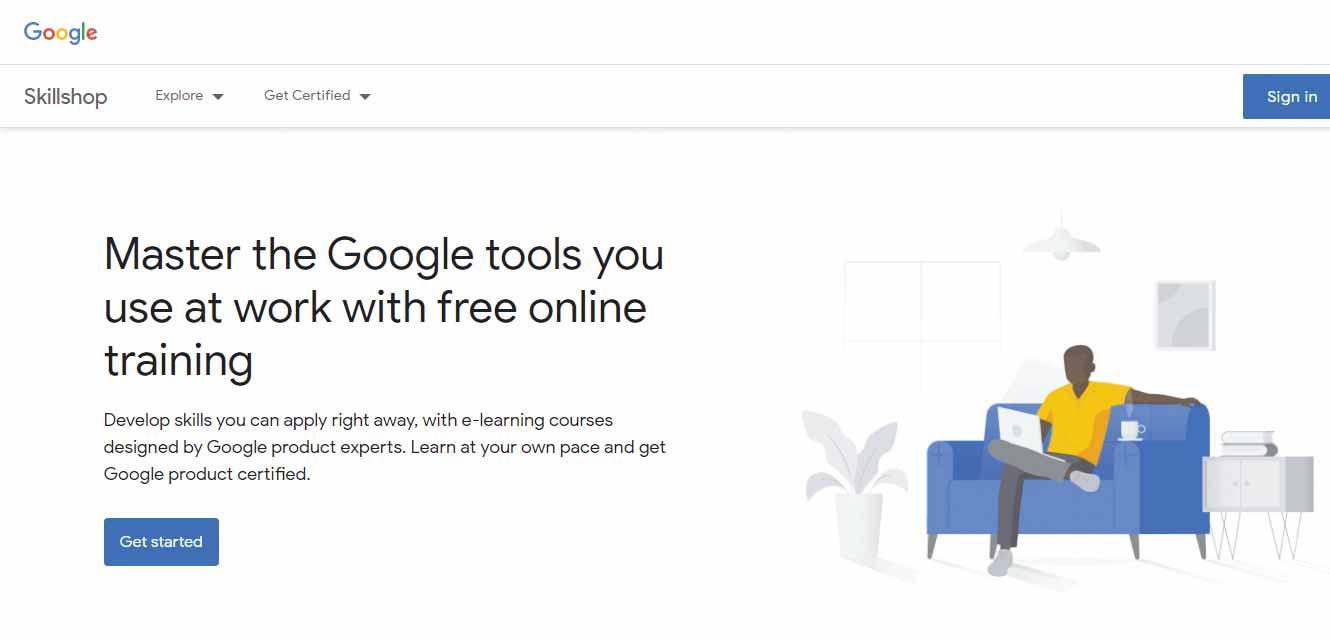 Google
Skillshop
Explore
Get Certified
Sign in
Master the Google tools you
use at work with free online
training
Develop skills you can apply right away, with e-learning courses
designed by Google product experts. Learn at your own pace and get
Google product certified.
Get started